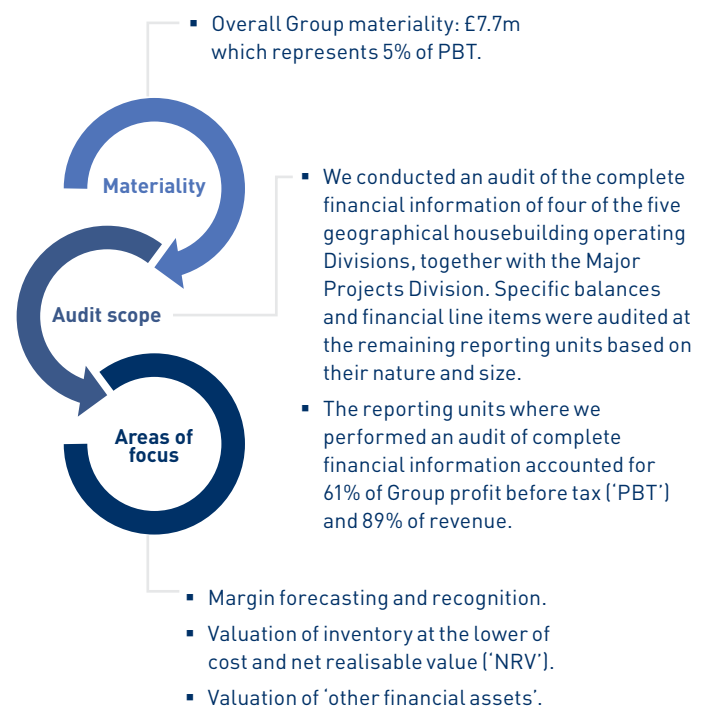 ▪ Overall Group materiality: £7.7m
which represents 5% of PBT.
Materiality
▪ We conducted an audit of the complete
financial information of four of the five
geographical housebuilding operating
Divisions, together with the Major
Projects Division. Specific balances
and financial line items were audited at
the remaining reporting units based on
their nature and size.
Audit scope
▪ The reporting units where we
performed an audit of complete
financial information accounted for
61% of Group profit before tax (‘PBT’)
and 89% of revenue.
Areas of
focus
▪ Margin forecasting and recognition.
▪ Valuation of inventory at the lower of
cost and net realisable value (‘NRV’).
▪ Valuation of ‘other financial assets’.